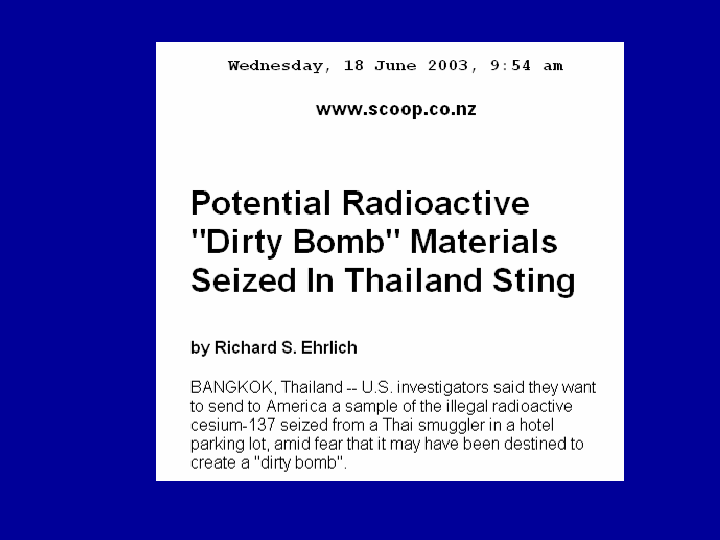 Wednesday, 18 June 2003, 9:54 am
www.scoop.co.nz
Potential Radioactive
"Dirty Bomb" Materials
Seized In Thailand Sting
by Richard S. Ehrlich
BANGKOK, Thailand -- U.S. investigators said they want
to send to America a sample of the illegal radioactive
cesium-137 seized from a Thai smuggler in a hotel
parking lot, amid fear that it may have been destined to
create a "dirty bomb".